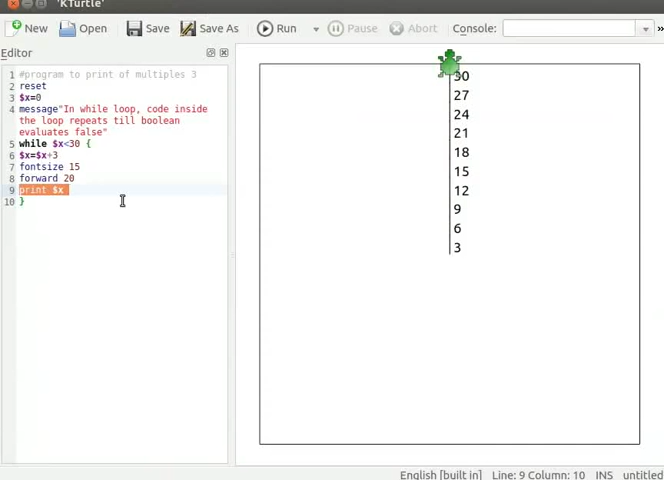 'KTurtle'
New Open Save Save As Run Pause Abort Console: »
Editor
1 #program to print of multiples 3
2 reset
3 $x=0
4 message"In while loop, code inside
the loop repeats till boolean
evaluates false"
5 while $x<30 {
6 $x=$x+3
7 fontsize 15
8 forward 20
9 print $x
10 }
30
27
24
21
18
15
12
9
6
3
English [built in] Line: 9 Column: 10 INS untitled